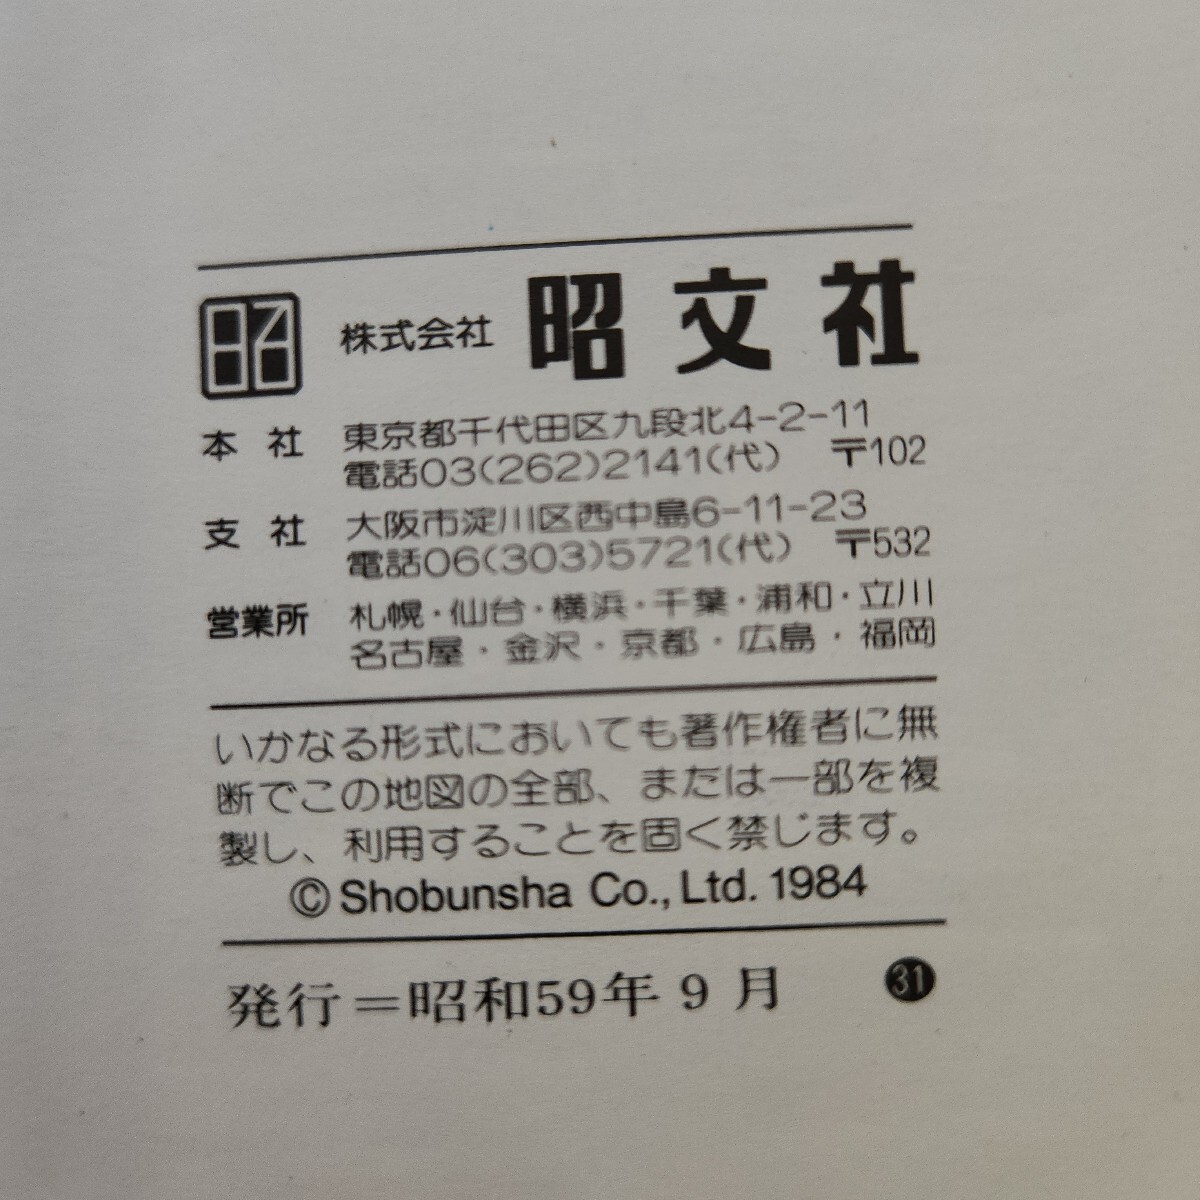 昭 株式会社 昭文社
本社 東京都千代田区九段北4-2-11
電話03(262)2141(代) 〒102
支社 大阪市淀川区西中島6-11-23
電話06(303)5721(代) 〒532
営業所 札幌・仙台・横浜・千葉・浦和・立川
名古屋・金沢・京都・広島・福岡
いかなる形式においても著作権者に無
断でこの地図の全部、または一部を複
製し、利用することを固く禁じます。
© Shobunsha Co., Ltd. 1984
発行=昭和59年9月 31